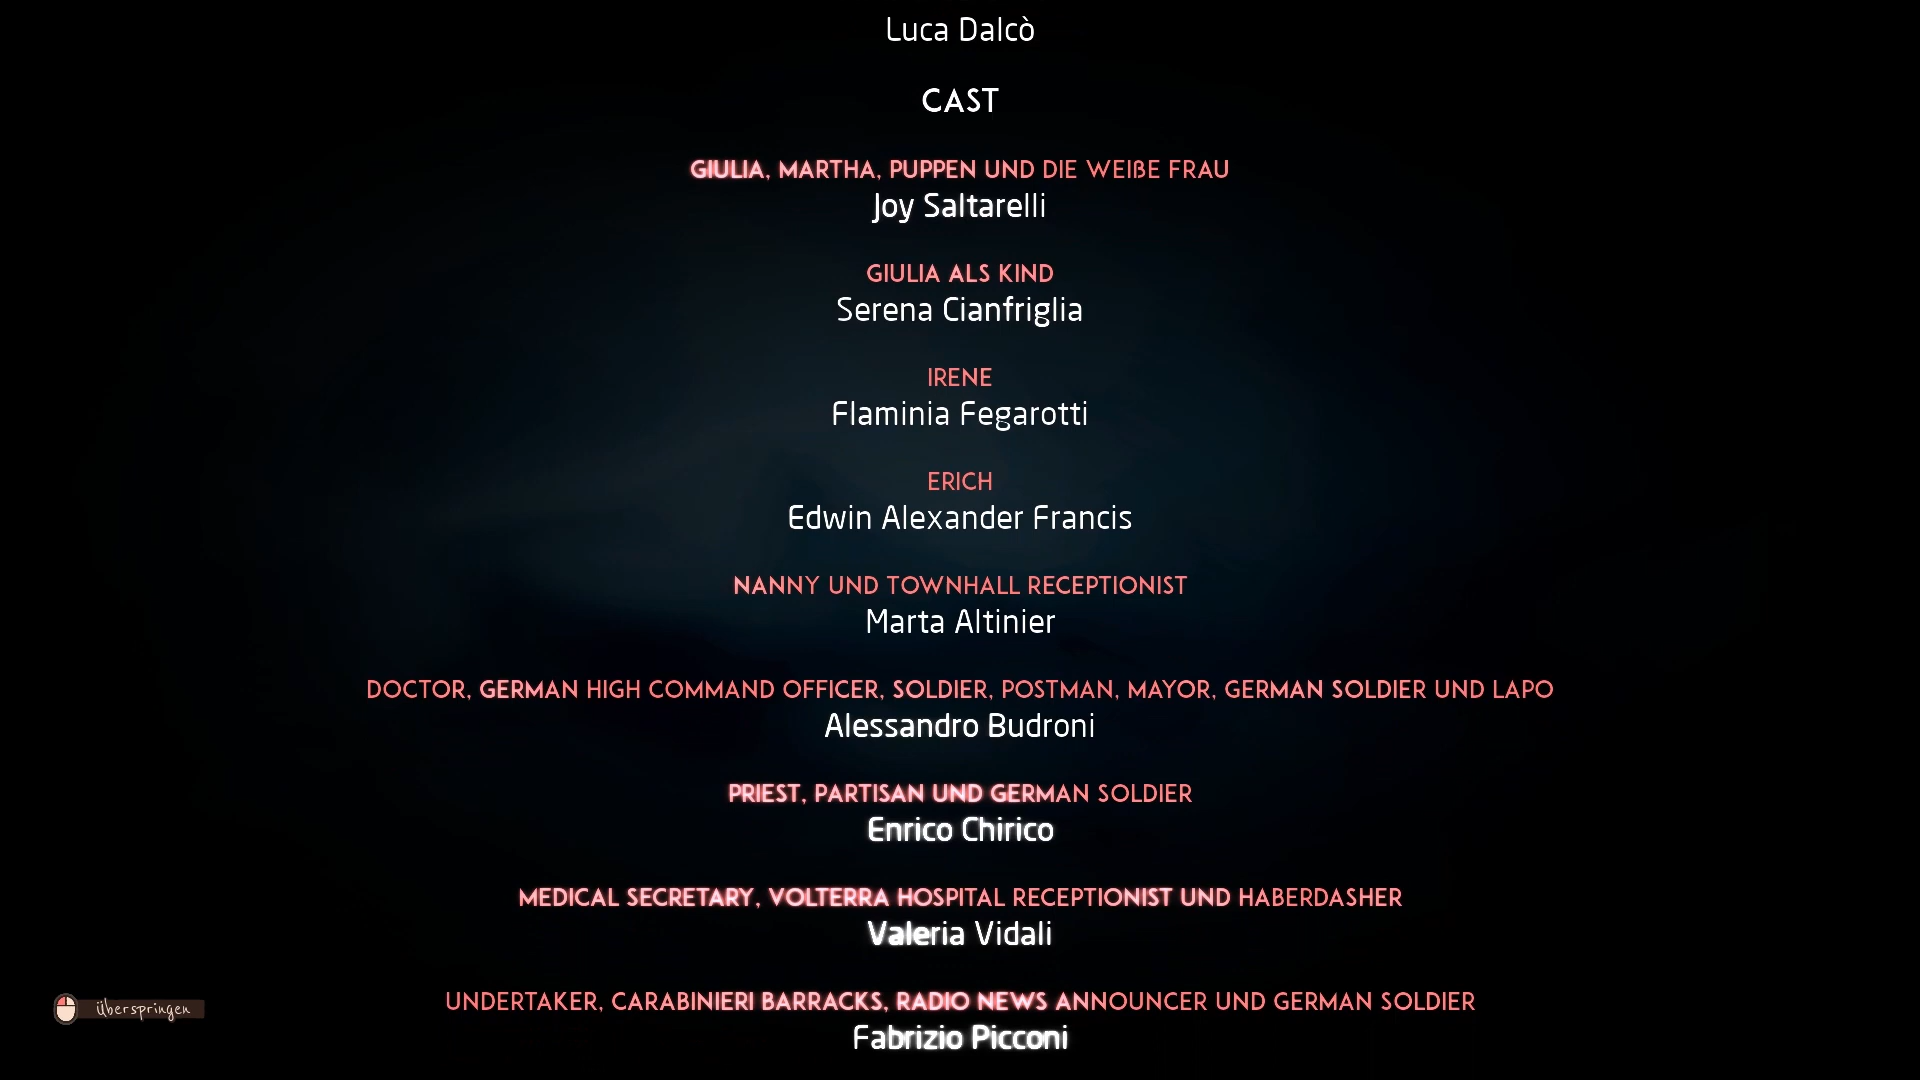 Luca Dalcò
CAST
GIULIA, MARTHA, PUPPEN UND DIE WEIßE FRAU
Joy Saltarelli
GIULIA ALS KIND
Serena Cianfriglia
IRENE
Flaminia Fegarotti
ERICH
Edwin Alexander Francis
NANNY UND TOWNHALL RECEPTIONIST
Marta Altinier
DOCTOR, GERMAN HIGH COMMAND OFFICER, SOLDIER, POSTMAN, MAYOR, GERMAN SOLDIER UND LAPO
Alessandro Budroni
PRIEST, PARTISAN UND GERMAN SOLDIER
Enrico Chirico
MEDICAL SECRETARY, VOLTERRA HOSPITAL RECEPTIONIST UND HABERDASHER
Valeria Vidali
UNDERTAKER, CARABINIERI BARRACKS, RADIO NEWS ANNOUNCER UND GERMAN SOLDIER
Überspringen
Fabrizio Picconi